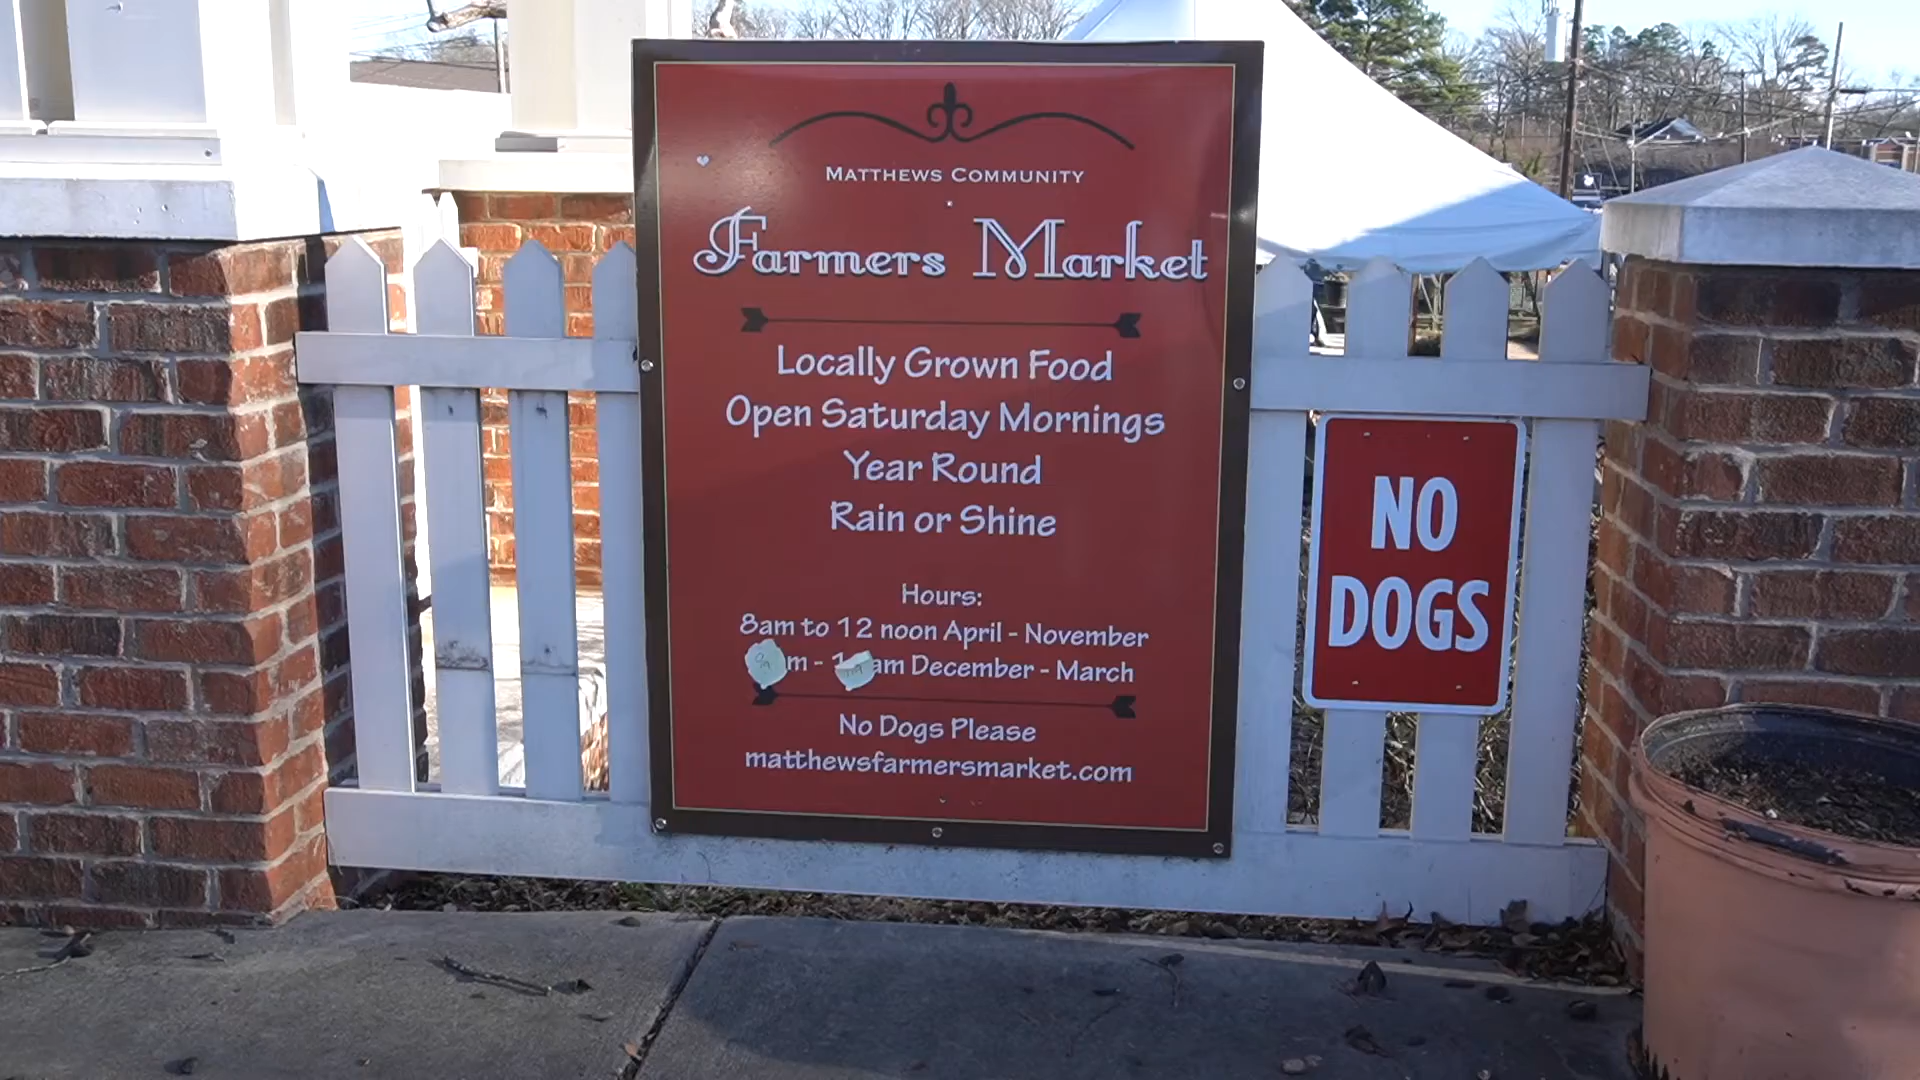 MATTHEWS COMMUNITY
Farmers Market
Locally Grown Food
Open Saturday Mornings
Year Round
Rain or Shine
Hours:
8am to 12 noon April - November
am December - March
No Dogs Please
matthewsfarmersmarket.com
NO
DOGS